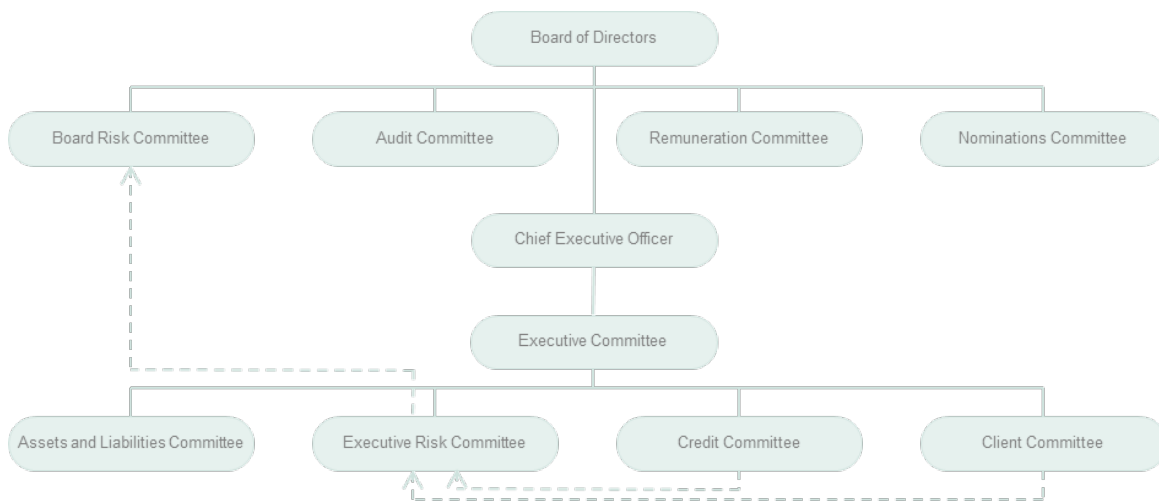 Board of Directors
Board Risk Committee
Audit Committee
Remuneration Committee
Nominations Committee
Chief Executive Officer
Executive Committee
Assets and Liabilities Committee
Executive Risk Committee
Credit Committee
Client Committee